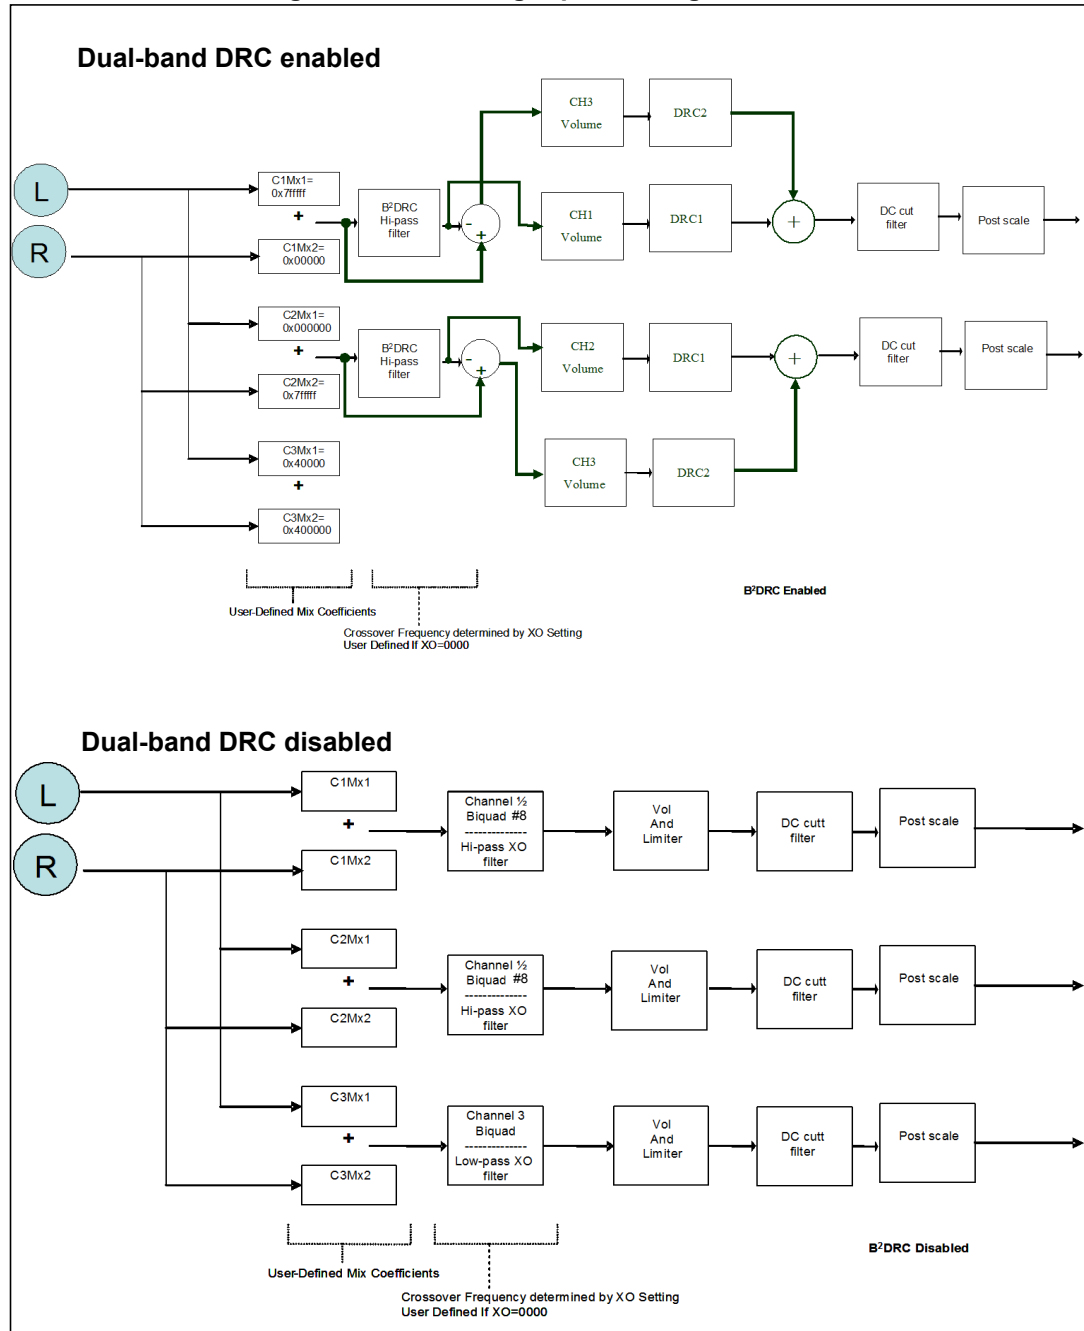 Dual-band DRC enabled
CH3
Volume
DRC2
L
C1Mx1=
0x7fffff
+
B²DRC
Hi-pass
filter
-
+
CH1
Volume
DRC1
+
DC cut
filter
Post scale
R
C1Mx2=
0x00000
C2Mx1=
0x000000
+
B²DRC
Hi-pass
filter
-
+
CH2
Volume
DRC1
+
DC cut
filter
Post scale
C2Mx2=
0x7fffff
C3Mx1=
0x40000
+
CH3
Volume
DRC2
C3Mx2=
0x400000
User-Defined Mix Coefficients
B²DRC Enabled
Crossover Frequency determined by XO Setting
User Defined If XO=0000
Dual-band DRC disabled
L
C1Mx1
+
Channel ½
Biquad #8
--------------
Hi-pass XO
filter
Vol
And
Limiter
DC cutt
filter
Post scale
R
C1Mx2
C2Mx1
+
Channel ½
Biquad #8
--------------
Hi-pass XO
filter
Vol
And
Limiter
DC cutt
filter
Post scale
C2Mx2
C3Mx1
+
Channel 3
Biquad
--------------
Low-pass XO
filter
Vol
And
Limiter
DC cutt
filter
Post scale
C3Mx2
User-Defined Mix Coefficients
B²DRC Disabled
Crossover Frequency determined by XO Setting
User Defined If XO=0000